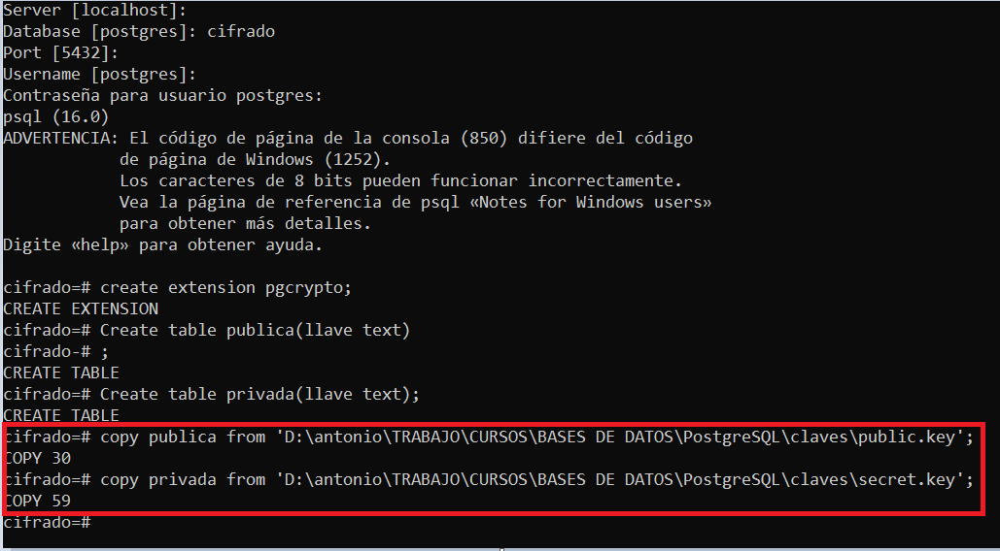 Server [localhost]:
Database [postgres]: cifrado
Port [5432]:
Username [postgres]:
Contraseña para usuario postgres:
psql (16.0)
ADVERTENCIA: El código de página de la consola (850) difiere del código
de página de Windows (1252).
Los caracteres de 8 bits pueden funcionar incorrectamente.
Vea la página de referencia de psql «Notes for Windows users»
para obtener más detalles.
Digite «help» para obtener ayuda.
cifrado=# create extension pgcrypto;
CREATE EXTENSION
cifrado=# Create table publica(llave text)
cifrado-# ;
CREATE TABLE
cifrado=# Create table privada(llave text);
CREATE TABLE
cifrado=# copy publica from 'D:\antonio\TRABAJO\CURSOS\BASES DE DATOS\PostgreSQL\claves\public.key';
COPY 30
cifrado=# copy privada from 'D:\antonio\TRABAJO\CURSOS\BASES DE DATOS\PostgreSQL\claves\secret.key';
COPY 59
cifrado=#